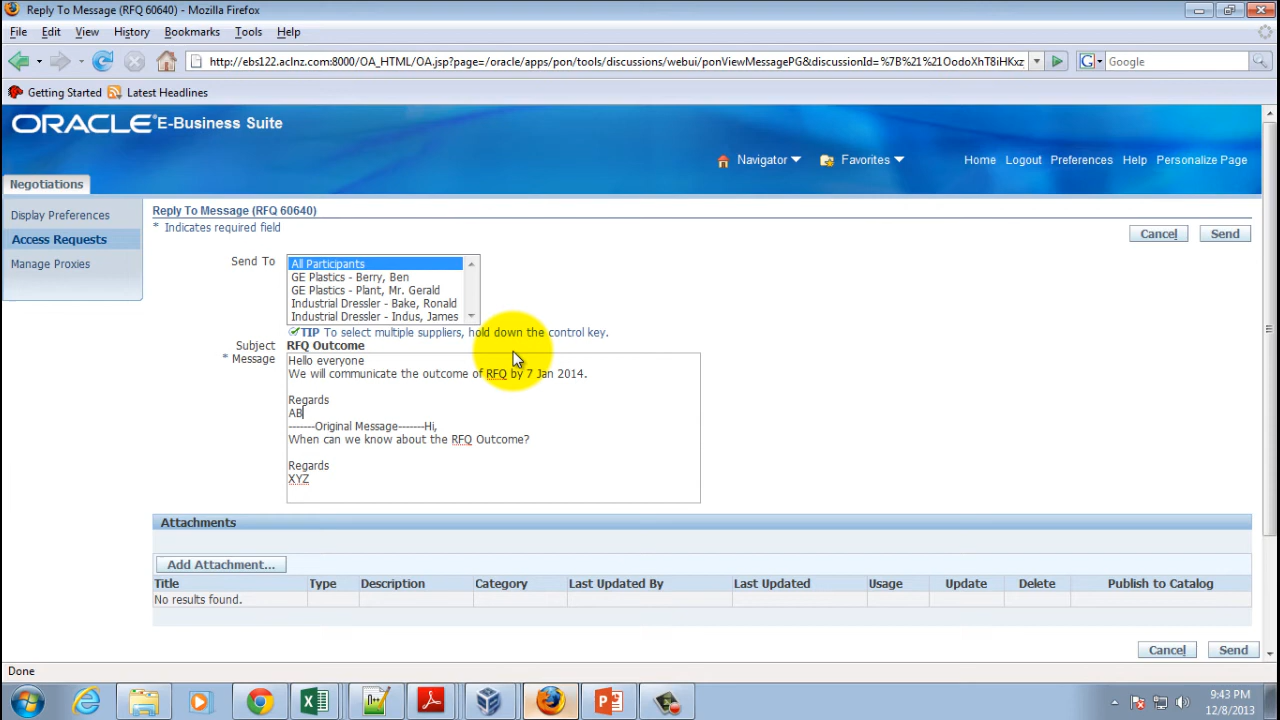 Reply To Message (RFQ 60640) - Mozilla Firefox
File Edit View History Bookmarks Tools Help
http://ebs122.aclnz.com:8000/OA_HTML/OA.jsp?page=/oracle/apps/pon/tools/discussions/webui/ponViewMessagePG&discussionId=%7B%21%21OodoXhT8iHKxz
Google
Getting Started Latest Headlines
ORACLE E-Business Suite
Navigator Favorites Home Logout Preferences Help Personalize Page
Negotiations
Display Preferences
Access Requests
Manage Proxies
Reply To Message (RFQ 60640)
* Indicates required field
Cancel Send
Send To
All Participants
GE Plastics - Berry, Ben
GE Plastics - Plant, Mr. Gerald
Industrial Dressler - Bake, Ronald
Industrial Dressler - Indus, James
TIP To select multiple suppliers, hold down the control key.
Subject RFQ Outcome
* Message
Hello everyone
We will communicate the outcome of RFQ by 7 Jan 2014.
Regards
AB
-------Original Message-------Hi,
When can we know about the RFQ Outcome?
Regards
XYZ
Attachments
Add Attachment...
Title Type Description Category Last Updated By Last Updated Usage Update Delete Publish to Catalog
No results found.
Cancel Send
Done
9:43 PM
12/8/2013